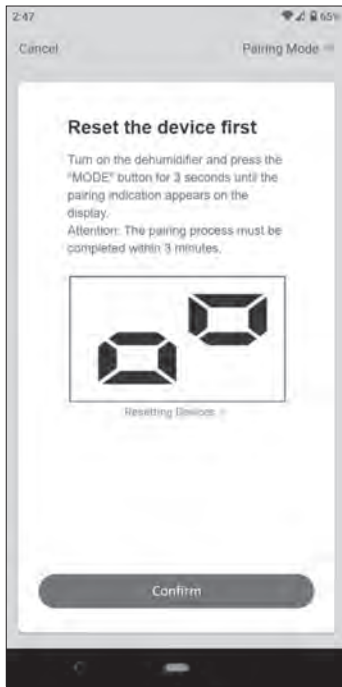 2:47
65%
Cancel
Pairing Mode
Reset the device first
Turn on the dehumidifier and press the
"MODE" button for 3 seconds until the
pairing indication appears on the
display.
Attention: The pairing process must be
completed within 3 minutes.
Resetting Devices
Confirm